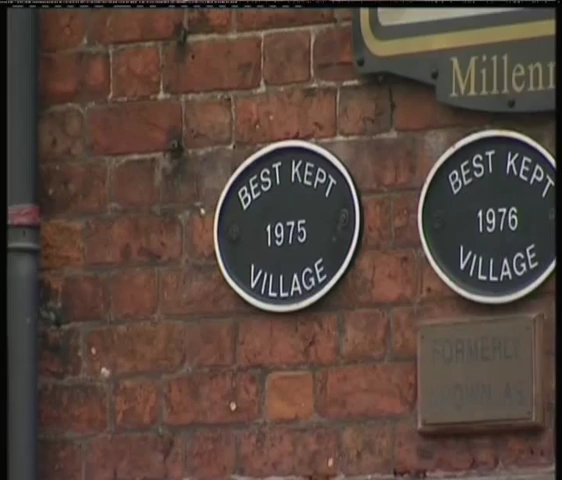 Millenn
BEST KEPT
1975
VILLAGE
BEST KEPT
1976
VILLAGE
FORMERLY
KNOWN AS